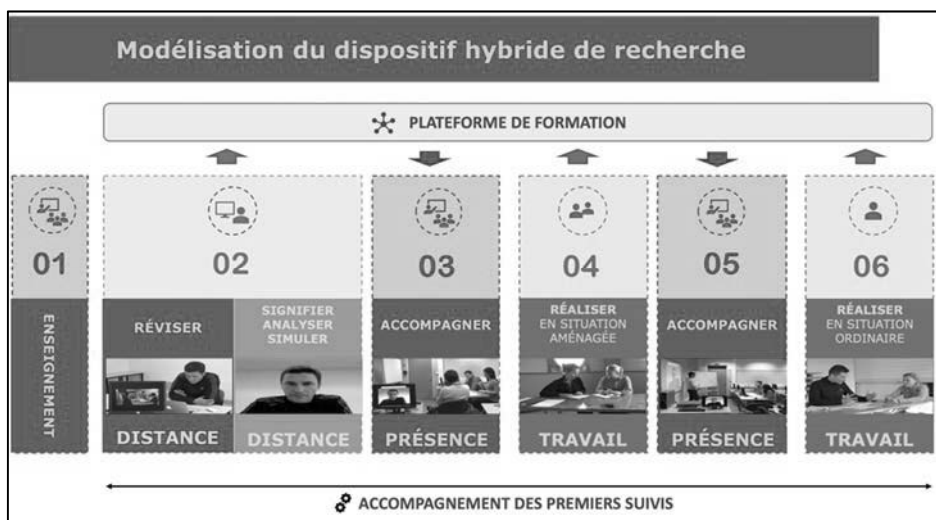 Modélisation du dispositif hybride de recherche
PLATEFORME DE FORMATION
01
ENSEIGNEMENT
02
RÉVISER
DISTANCE
SIGNIFIER
ANALYSER
SIMULER
DISTANCE
03
ACCOMPAGNER
PRÉSENCE
04
RÉALISER
EN SITUATION
AMÉNAGÉE
TRAVAIL
05
ACCOMPAGNER
PRÉSENCE
06
RÉALISER
EN SITUATION
ORDINAIRE
TRAVAIL
ACCOMPAGNEMENT DES PREMIERS SUIVIS